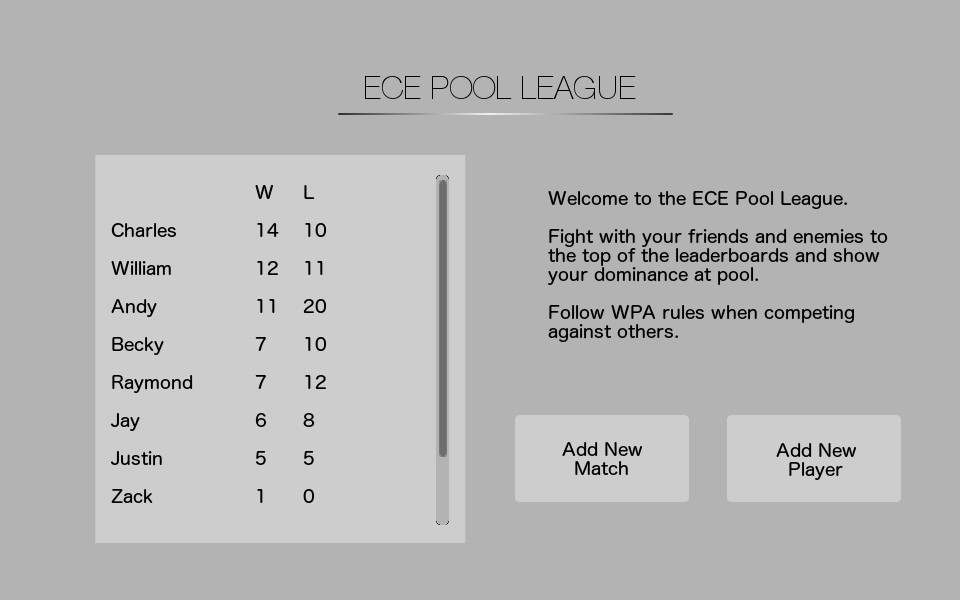 ECE POOL LEAGUE
W L
Charles 14 10
William 12 11
Andy 11 20
Becky 7 10
Raymond 7 12
Jay 6 8
Justin 5 5
Zack 1 0
Welcome to the ECE Pool League.
Fight with your friends and enemies to
the top of the leaderboards and show
your dominance at pool.
Follow WPA rules when competing
against others.
Add New
Match
Add New
Player